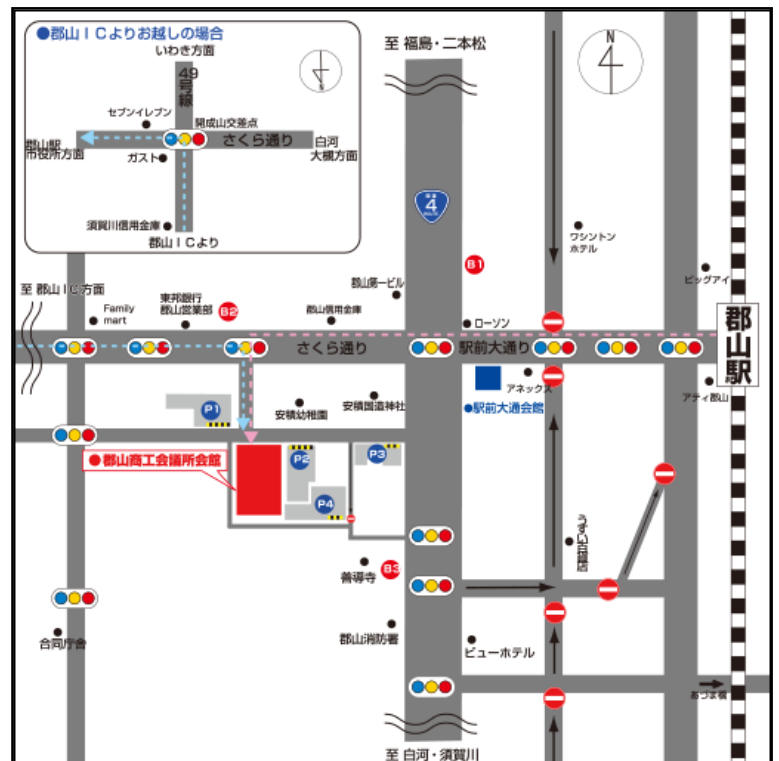 ●郡山ICよりお越しの場合
いわき方面
49号線
セブンイレブン
開成山交差点
郡山駅
市役所方面
さくら通り
白河
大槻方面
ガスト
須賀川信用金庫
郡山ICより
N
至 福島・二本松
N
国道
4
ROUTE
ワシントン
ホテル
B1
ビッグアイ
至 郡山IC方面
Family
mart
東邦銀行
郡山営業部
B2
郡山第一ビル
郡山信用金庫
ローソン
郡山駅
さくら通り
駅前大通り
アネックス
アティ郡山
●駅前大通会館
P1
安積幼稚園
安積国造神社
●郡山商工会議所会館
P2
P3
P4
うすい百貨店
善導寺
B3
合同庁舎
郡山消防署
ビューホテル
あづま橋
至 白河・須賀川